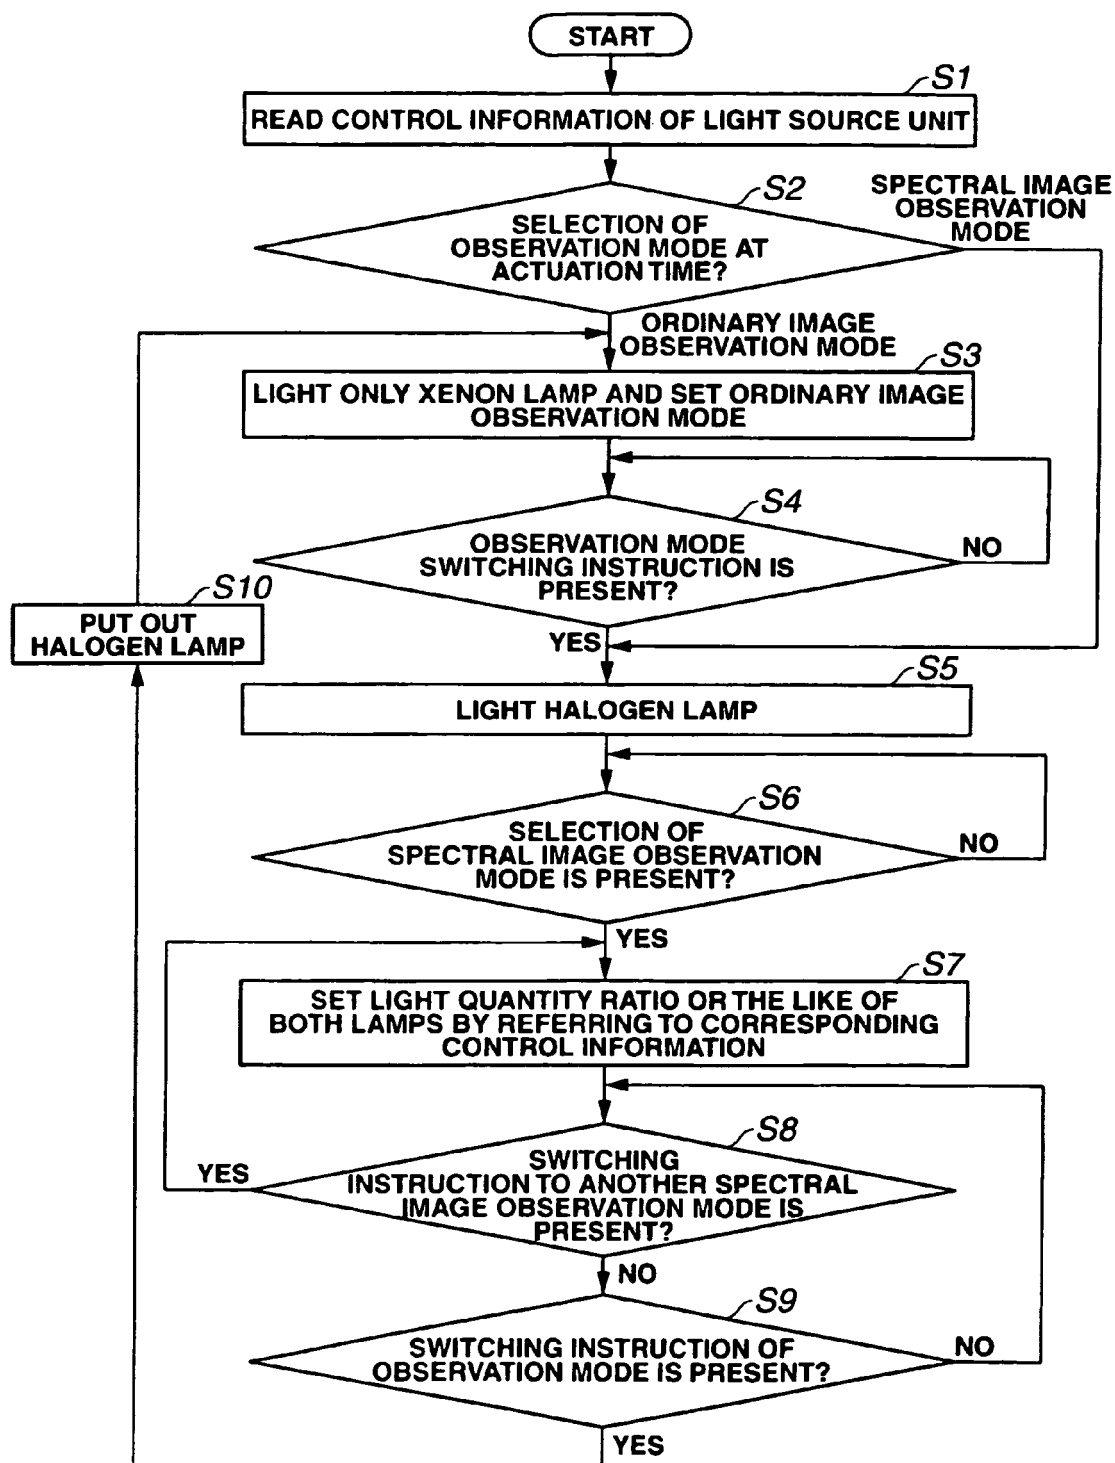 START
S1
READ CONTROL INFORMATION OF LIGHT SOURCE UNIT
S2
SPECTRAL IMAGE
OBSERVATION
MODE
SELECTION OF
OBSERVATION MODE AT
ACTUATION TIME?
ORDINARY IMAGE
OBSERVATION MODE
S3
LIGHT ONLY XENON LAMP AND SET ORDINARY IMAGE
OBSERVATION MODE
S4
OBSERVATION MODE
SWITCHING INSTRUCTION IS
PRESENT?
NO
S10
PUT OUT
HALOGEN LAMP
YES
S5
LIGHT HALOGEN LAMP
S6
SELECTION OF
SPECTRAL IMAGE OBSERVATION
MODE IS PRESENT?
NO
YES
S7
SET LIGHT QUANTITY RATIO OR THE LIKE OF
BOTH LAMPS BY REFERRING TO CORRESPONDING
CONTROL INFORMATION
S8
YES
SWITCHING
INSTRUCTION TO ANOTHER SPECTRAL
IMAGE OBSERVATION MODE IS
PRESENT?
NO
S9
SWITCHING INSTRUCTION OF
OBSERVATION MODE IS PRESENT?
NO
YES